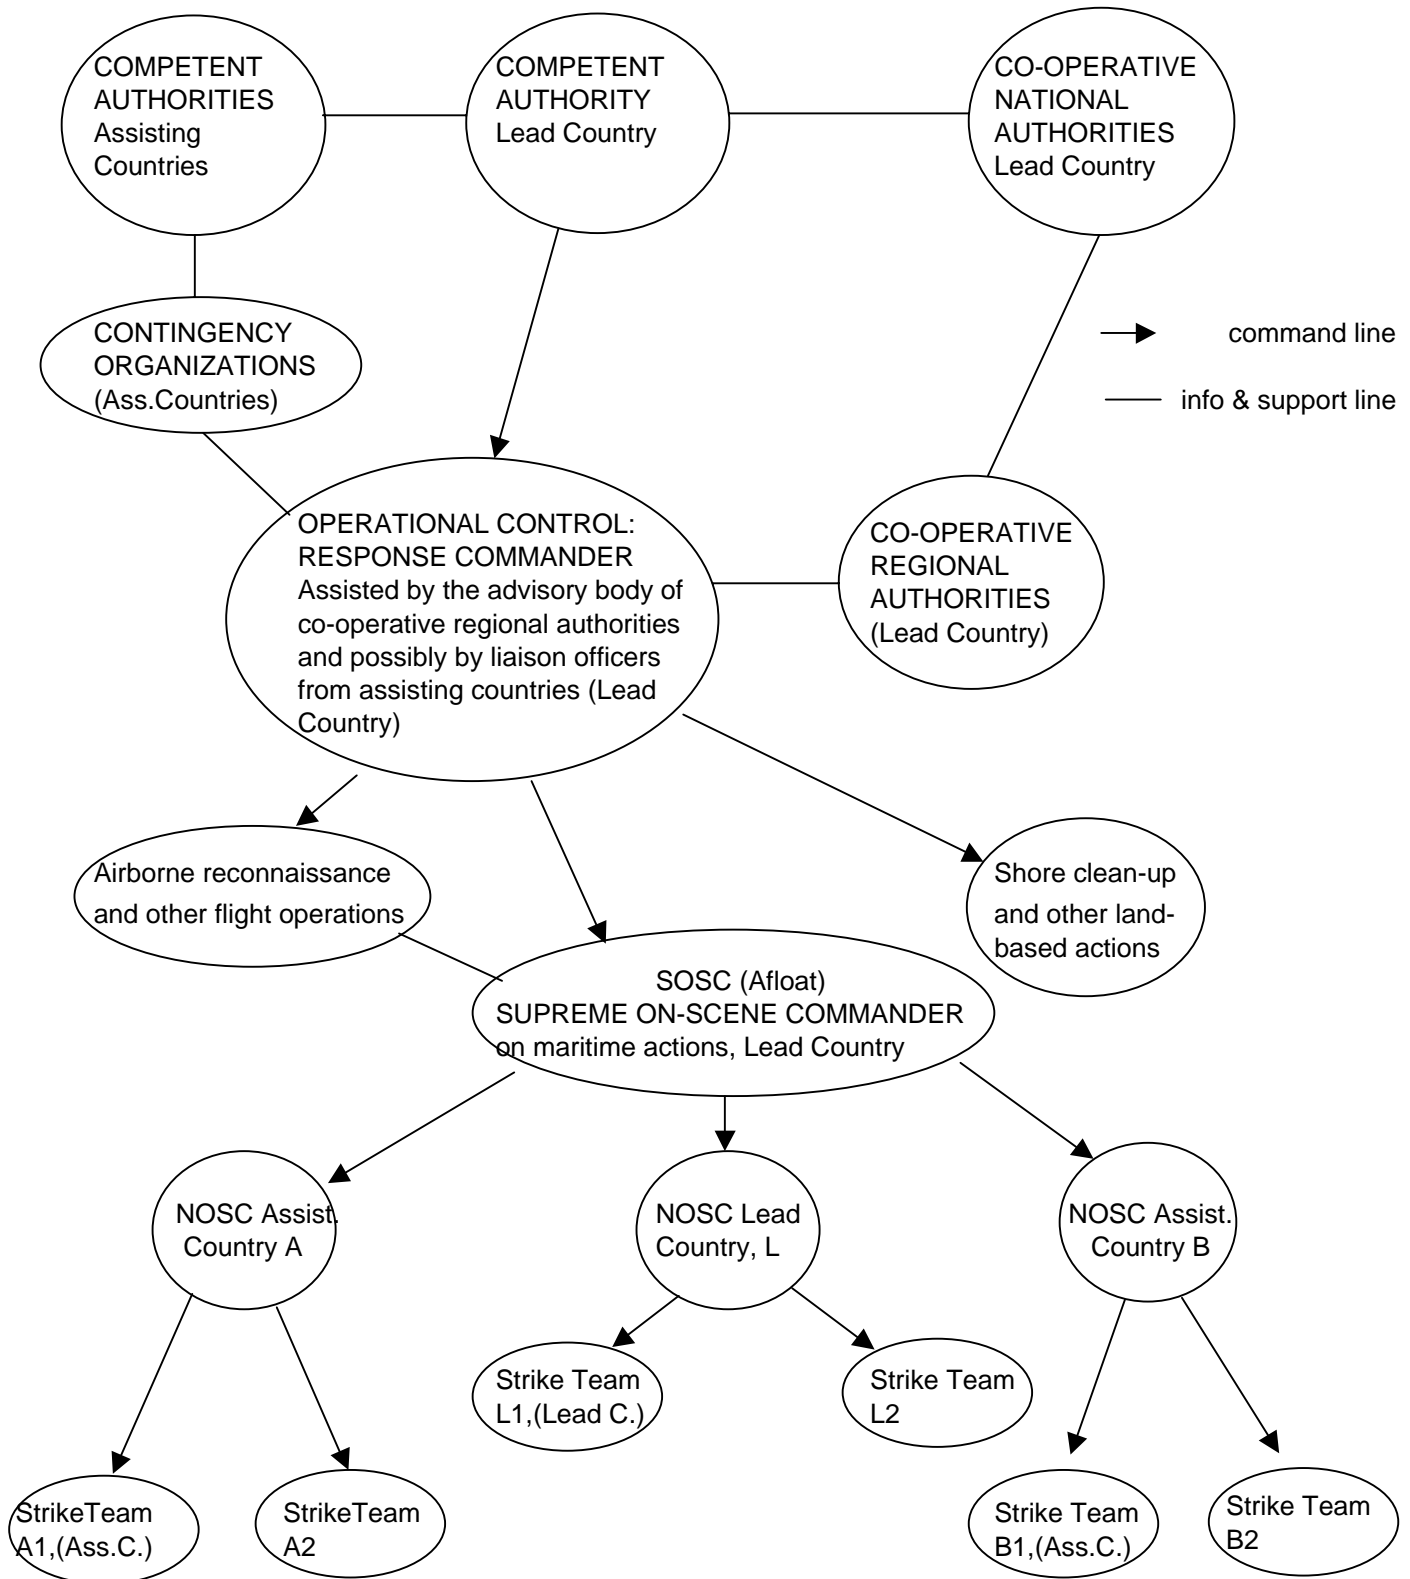 COMPETENT
AUTHORITIES
Assisting
Countries
COMPETENT
AUTHORITY
Lead Country
CO-OPERATIVE
NATIONAL
AUTHORITIES
Lead Country
CONTINGENCY
ORGANIZATIONS
(Ass.Countries)
command line
info & support line
OPERATIONAL CONTROL:
RESPONSE COMMANDER
Assisted by the advisory body of
co-operative regional authorities
and possibly by liaison officers
from assisting countries (Lead
Country)
CO-OPERATIVE
REGIONAL
AUTHORITIES
(Lead Country)
Airborne reconnaissance
and other flight operations
Shore clean-up
and other land-
based actions
SOSC (Afloat)
SUPREME ON-SCENE COMMANDER
on maritime actions, Lead Country
NOSC Assist.
Country A
NOSC Lead
Country, L
NOSC Assist.
Country B
Strike Team
L1,(Lead C.)
Strike Team
L2
StrikeTeam
A1,(Ass.C.)
StrikeTeam
A2
Strike Team
B1,(Ass.C.)
Strike Team
B2